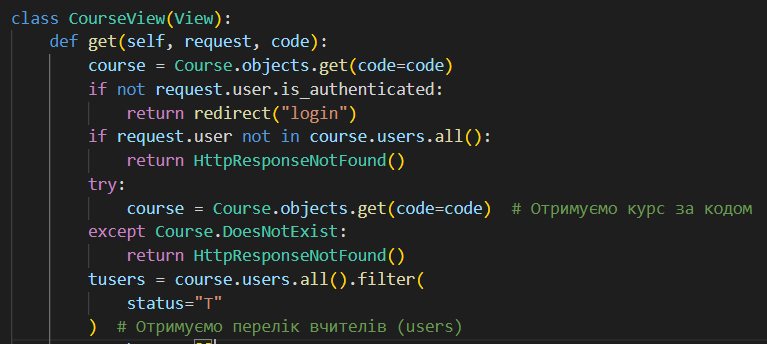 class CourseView(View):
    def get(self, request, code):
        course = Course.objects.get(code=code)
        if not request.user.is_authenticated:
            return redirect("login")
        if request.user not in course.users.all():
            return HttpResponseNotFound()
        try:
            course = Course.objects.get(code=code)  # Отримуємо курс за кодом
        except Course.DoesNotExist:
            return HttpResponseNotFound()
        tusers = course.users.all().filter(
            status="T"
        )  # Отримуємо перелік вчителів (users)